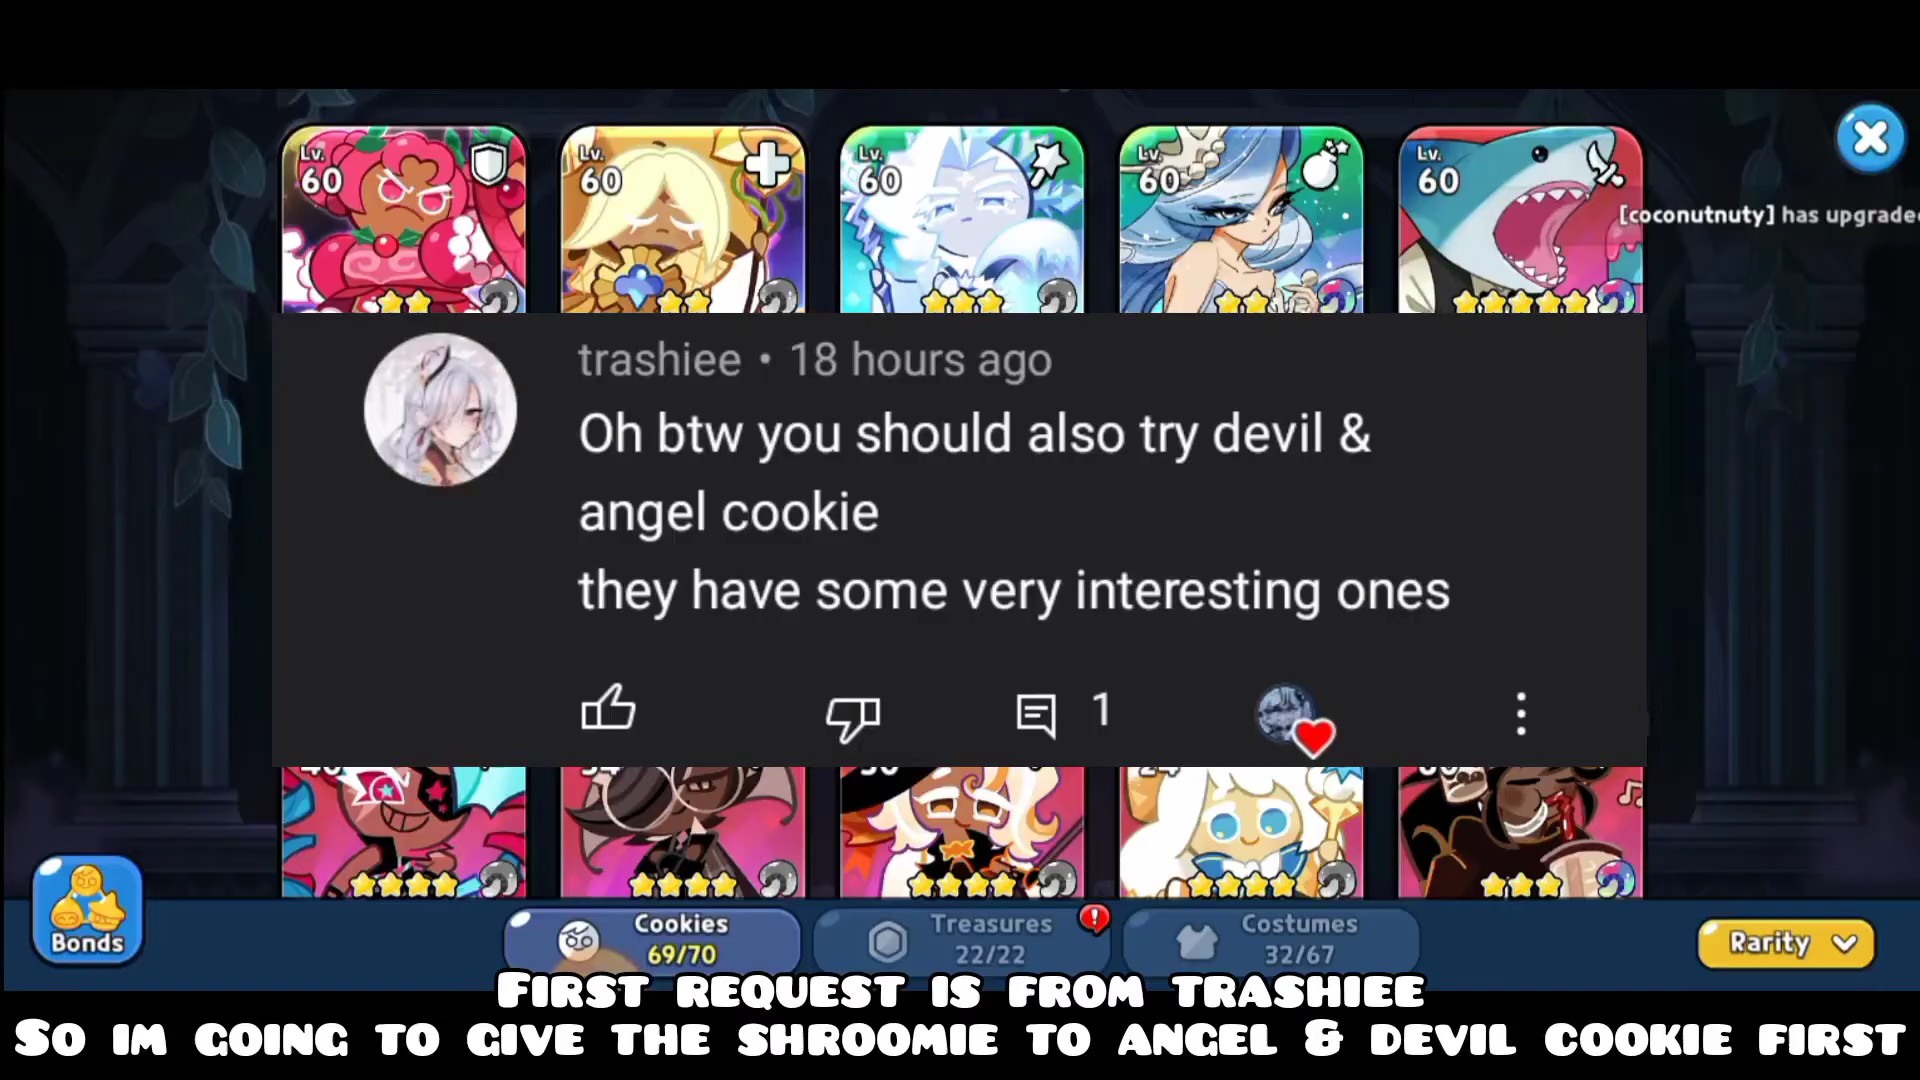 Lv. 60
Lv. 60
Lv. 60
Lv. 60
Lv. 60
[coconutnuty] has upgraded
trashiee • 18 hours ago
Oh btw you should also try devil &
angel cookie
they have some very interesting ones
1
Bonds
Cookies
69/70
Treasures
22/22
Costumes
32/67
Rarity
FIRST REQUEST IS FROM TRASHIEE
SO IM GOING TO GIVE THE SHROOMIE TO ANGEL & DEVIL COOKIE FIRST